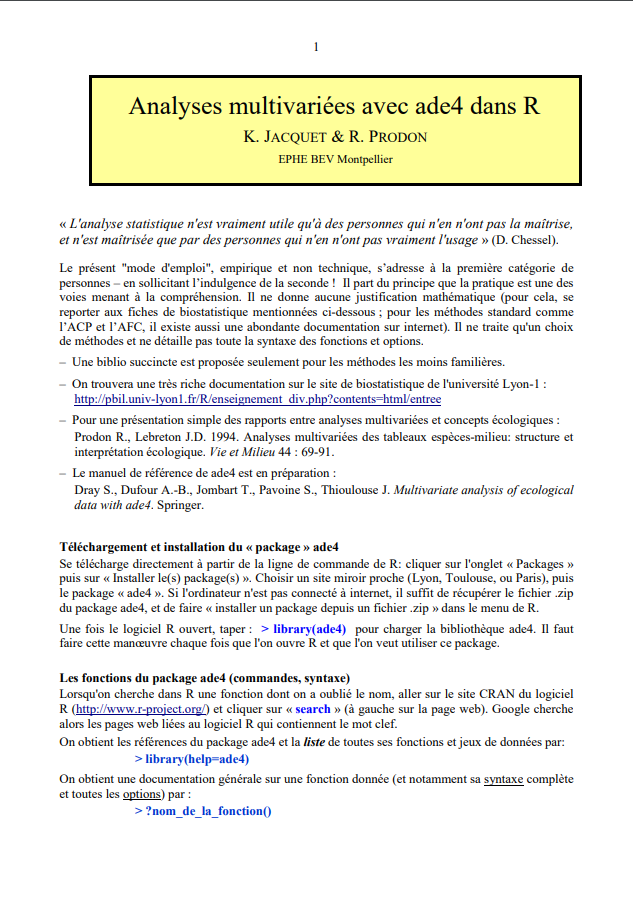 1
Analyses multivariées avec ade4 dans R
K. JACQUET & R. PRODON
EPHE BEV Montpellier
« L'analyse statistique n'est vraiment utile qu'à des personnes qui n'en n'ont pas la maîtrise,
et n'est maîtrisée que par des personnes qui n'en n'ont pas vraiment l'usage » (D. Chessel).
Le présent "mode d'emploi", empirique et non technique, s’adresse à la première catégorie de
personnes – en sollicitant l’indulgence de la seconde ! Il part du principe que la pratique est une des
voies menant à la compréhension. Il ne donne aucune justification mathématique (pour cela, se
reporter aux fiches de biostatistique mentionnées ci-dessous ; pour les méthodes standard comme
l’ACP et l’AFC, il existe aussi une abondante documentation sur internet). Il ne traite qu'un choix
de méthodes et ne détaille pas toute la syntaxe des fonctions et options.
– Une biblio succincte est proposée seulement pour les méthodes les moins familières.
– On trouvera une très riche documentation sur le site de biostatistique de l'université Lyon-1 :
http://pbil.univ-lyon1.fr/R/enseignement_div.php?contents=html/entree
– Pour une présentation simple des rapports entre analyses multivariées et concepts écologiques :
Prodon R., Lebreton J.D. 1994. Analyses multivariées des tableaux espèces-milieu: structure et
interprétation écologique. Vie et Milieu 44 : 69-91.
– Le manuel de référence de ade4 est en préparation :
Dray S., Dufour A.-B., Jombart T., Pavoine S., Thioulouse J. Multivariate analysis of ecological
data with ade4. Springer.
Téléchargement et installation du « package » ade4
Se télécharge directement à partir de la ligne de commande de R: cliquer sur l'onglet « Packages »
puis sur « Installer le(s) package(s) ». Choisir un site miroir proche (Lyon, Toulouse, ou Paris), puis
le package « ade4 ». Si l'ordinateur n'est pas connecté à internet, il suffit de récupérer le fichier .zip
du package ade4, et de faire « installer un package depuis un fichier .zip » dans le menu de R.
Une fois le logiciel R ouvert, taper : > library(ade4) pour charger la bibliothèque ade4. Il faut
faire cette manœuvre chaque fois que l'on ouvre R et que l'on veut utiliser ce package.
Les fonctions du package ade4 (commandes, syntaxe)
Lorsqu'on cherche dans R une fonction dont on a oublié le nom, aller sur le site CRAN du logiciel
R (http://www.r-project.org/) et cliquer sur « search » (à gauche sur la page web). Google cherche
alors les pages web liées au logiciel R qui contiennent le mot clef.
On obtient les références du package ade4 et la liste de toutes ses fonctions et jeux de données par:
> library(help=ade4)
On obtient une documentation générale sur une fonction donnée (et notamment sa syntaxe complète
et toutes les options) par :
> ?nom_de_la_fonction()